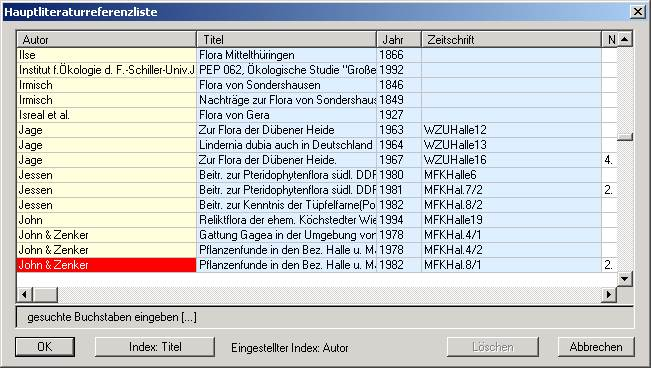 Hauptliteraturreferenzliste
Autor Titel Jahr Zeitschrift N
Ilse Flora Mittelthüringen 1866
Institut f.Ökologie d. F.-Schiller-Univ.J PEP 062, Ökologische Studie "Große 1992
Irmisch Flora von Sondershausen 1846
Irmisch Nachträge zur Flora von Sondershaus 1849
Isreal et al. Flora von Gera 1927
Jage Zur Flora der Dübener Heide 1963 WZUHalle12
Jage Lindernia dubia auch in Deutschland 1964 WZUHalle13
Jage Zur Flora der Dübener Heide. 1967 WZUHalle16 4.
Jessen Beitr. zur Pteridophytenflora südl. DDR 1980 MFKHalle6
Jessen Beitr. zur Pteridophytenflora südl. DDR 1981 MFKHal.7/2 2.
Jessen Beitr. zur Kenntnis der Tüpfelfarne(Po 1982 MFKHal.8/2
John Reliktflora der ehem. Köchstedter Wie 1994 MFKHalle19
John & Zenker Gattung Gagea in der Umgebung von 1978 MFKHal.4/1
John & Zenker Pflanzenfunde in den Bez. Halle u. Ma 1978 MFKHal.4/2
John & Zenker Pflanzenfunde in den Bez. Halle u. Ma 1982 MFKHal.8/1 2.
gesuchte Buchstaben eingeben [...]
OK Index: Titel Eingestellter Index: Autor Löschen Abbrechen